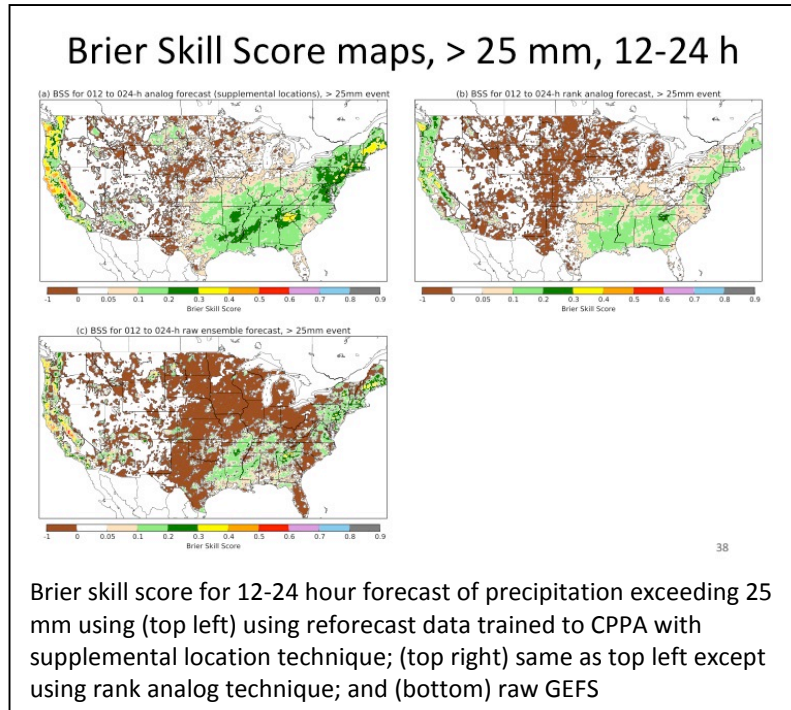 Brier Skill Score maps, > 25 mm, 12-24 h
(a) BSS for 012 to 024-h analog forecast (supplemental locations), > 25mm event
(b) BSS for 012 to 024-h rank analog forecast, > 25mm event
-1 0 0.05 0.1 0.2 0.3 0.4 0.5 0.6 0.7 0.8 0.9
Brier Skill Score
-1 0 0.05 0.1 0.2 0.3 0.4 0.5 0.6 0.7 0.8 0.9
Brier Skill Score
(c) BSS for 012 to 024-h raw ensemble forecast, > 25mm event
-1 0 0.05 0.1 0.2 0.3 0.4 0.5 0.6 0.7 0.8 0.9
Brier Skill Score
38
Brier skill score for 12-24 hour forecast of precipitation exceeding 25
mm using (top left) using reforecast data trained to CPPA with
supplemental location technique; (top right) same as top left except
using rank analog technique; and (bottom) raw GEFS